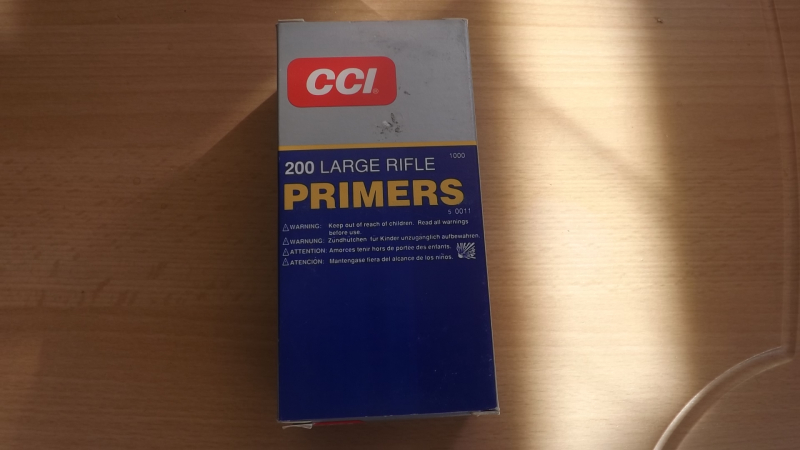 CCI
200 LARGE RIFLE 1000
PRIMERS
s 0011
WARNING: Keep out of reach of children. Read all warnings
before use.
WARNUNG: Zündhütchen für Kinder unzugänglich aufbewahren.
ATTENTION: Amorces tenir hors de portée des enfants.
ATENCIÓN: Mantengase fiera del alcance de los niños.